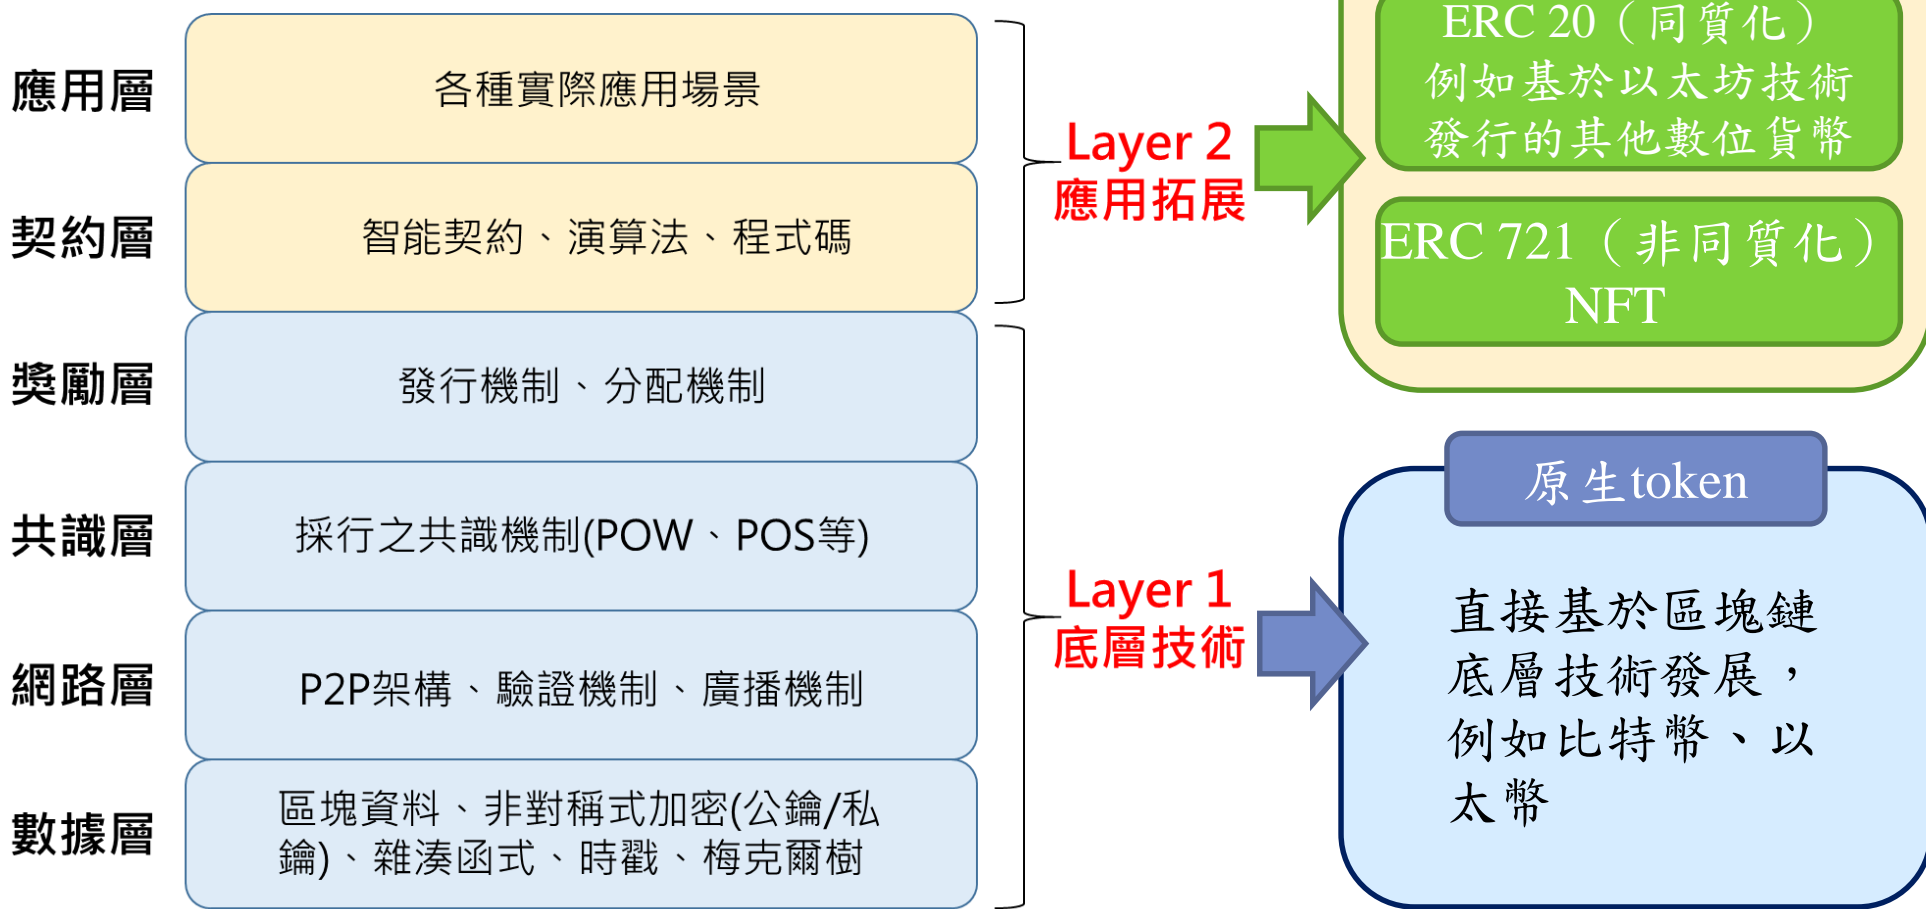 應用層
各種實際應用場景
契約層
智能契約、演算法、程式碼
獎勵層
發行機制、分配機制
共識層
採行之共識機制(POW、POS等)
網路層
P2P架構、驗證機制、廣播機制
數據層
區塊資料、非對稱式加密(公鑰/私
鑰)、雜湊函式、時戳、梅克爾樹
Layer 2
應用拓展
Layer 1
底層技術
ERC 20（同質化）
例如基於以太坊技術
發行的其他數位貨幣
ERC 721（非同質化）
NFT
原生token
直接基於區塊鏈
底層技術發展，
例如比特幣、以
太幣